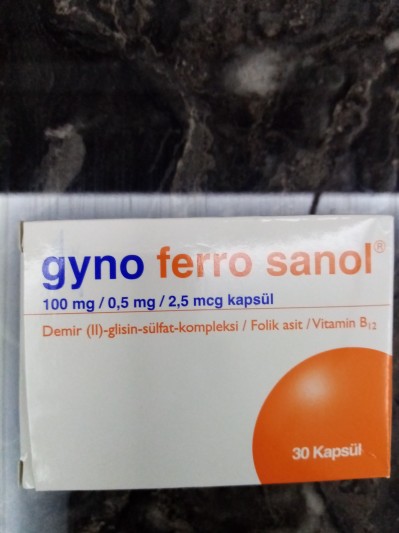 gyno ferro sanol®
100 mg / 0,5 mg / 2,5 mcg kapsül
Demir (II)-glisin-sülfat-kompleksi / Folik asit / Vitamin B₁₂
30 Kapsül